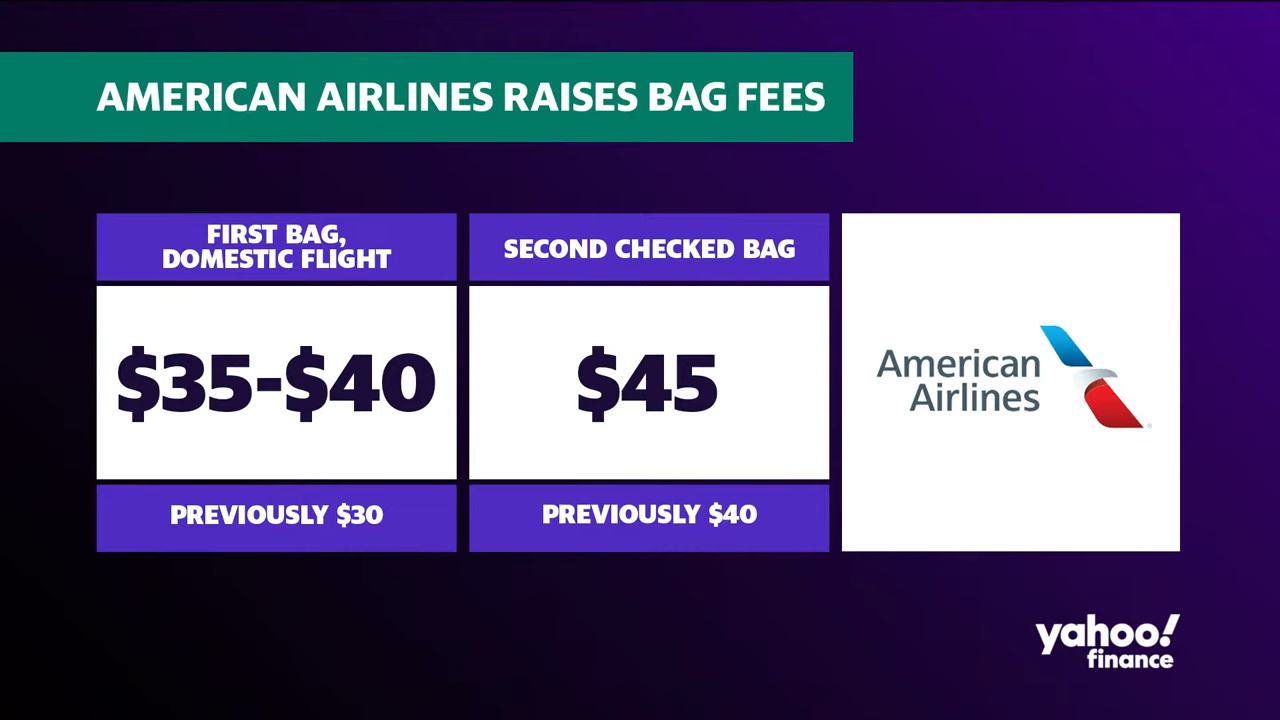 AMERICAN AIRLINES RAISES BAG FEES
FIRST BAG,
DOMESTIC FLIGHT
$35-$40
PREVIOUSLY $30
SECOND CHECKED BAG
$45
PREVIOUSLY $40
American
Airlines
®
yahoo!
finance